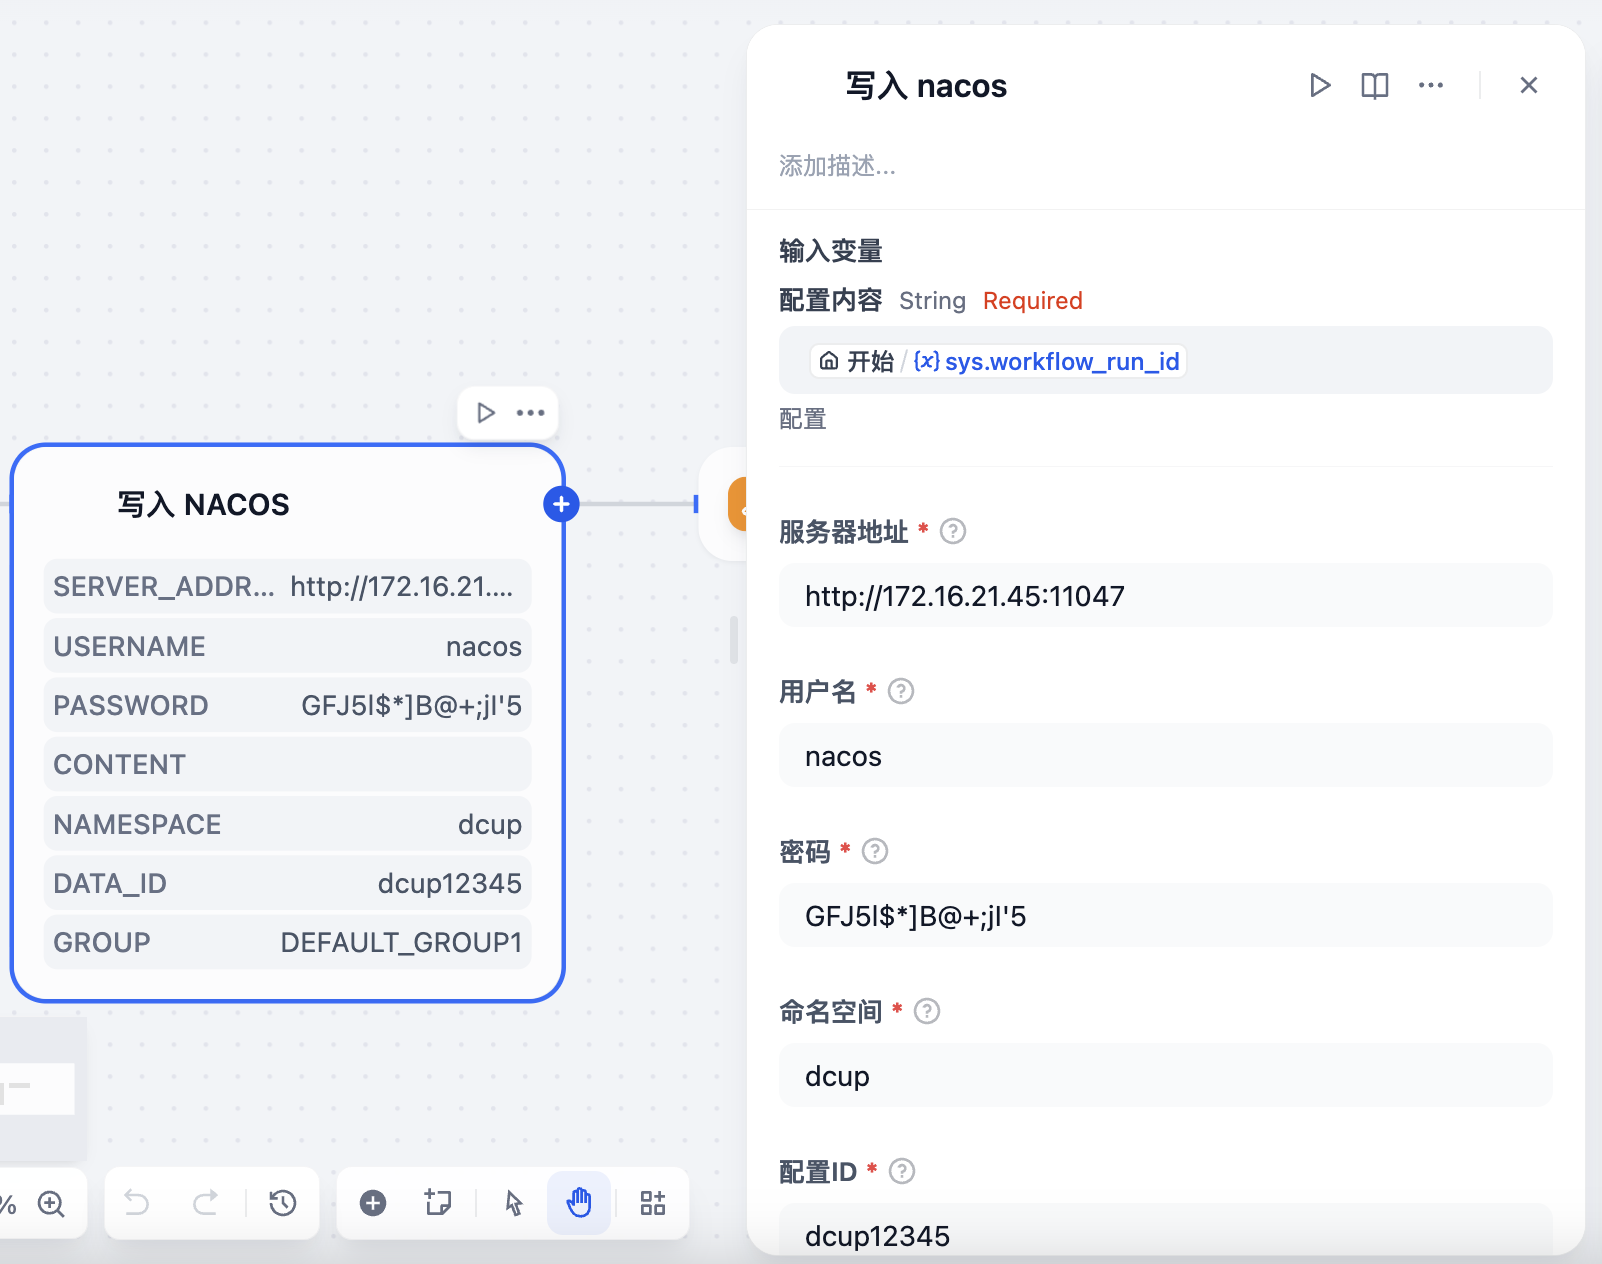 写入 NACOS
SERVER_ADDR... http://172.16.21....
USERNAME nacos
PASSWORD GFJ5l$*]B@+;jI'5
CONTENT
NAMESPACE dcup
DATA_ID dcup12345
GROUP DEFAULT_GROUP1
%
写入 nacos
添加描述...
输入变量
配置内容 String Required
开始 / {x} sys.workflow_run_id
配置
服务器地址 *
http://172.16.21.45:11047
用户名 *
nacos
密码 *
GFJ5l$*]B@+;jI'5
命名空间 *
dcup
配置ID *
dcup12345